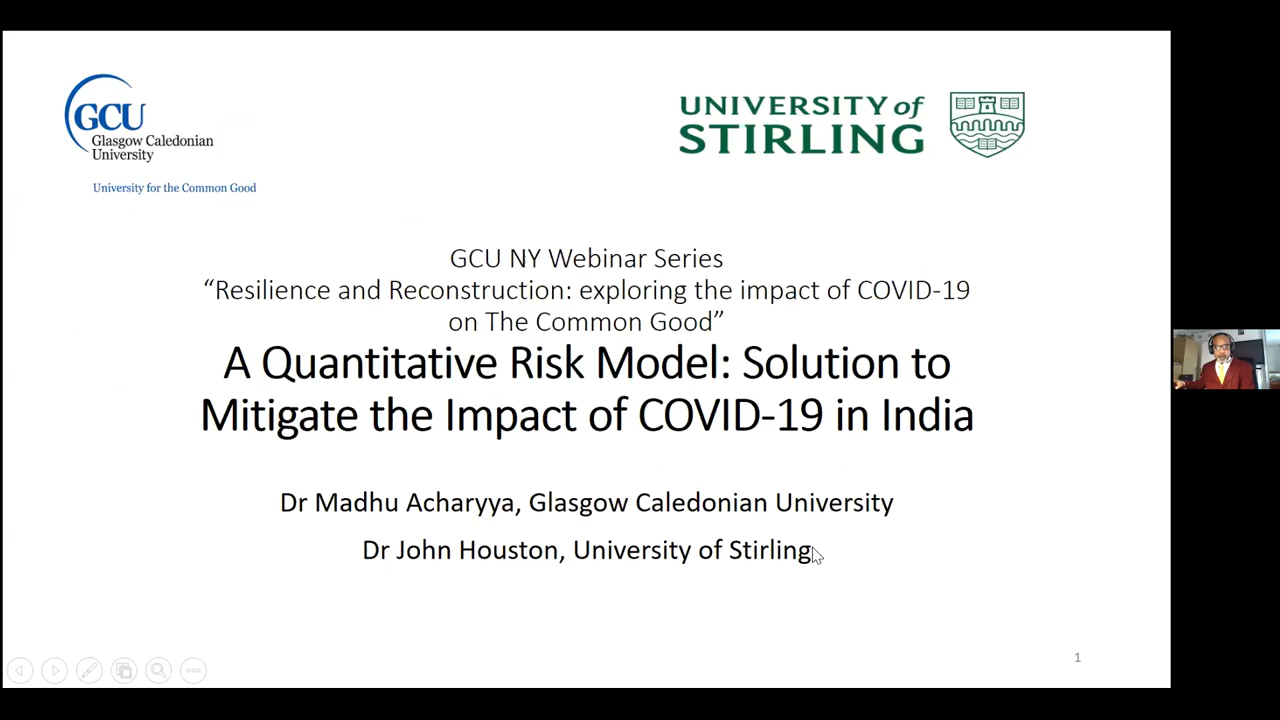 GCU
Glasgow Caledonian
University
University for the Common Good
UNIVERSITY of
STIRLING
GCU NY Webinar Series
“Resilience and Reconstruction: exploring the impact of COVID-19
on The Common Good”
A Quantitative Risk Model: Solution to
Mitigate the Impact of COVID-19 in India
Dr Madhu Acharyya, Glasgow Caledonian University
Dr John Houston, University of Stirling
1